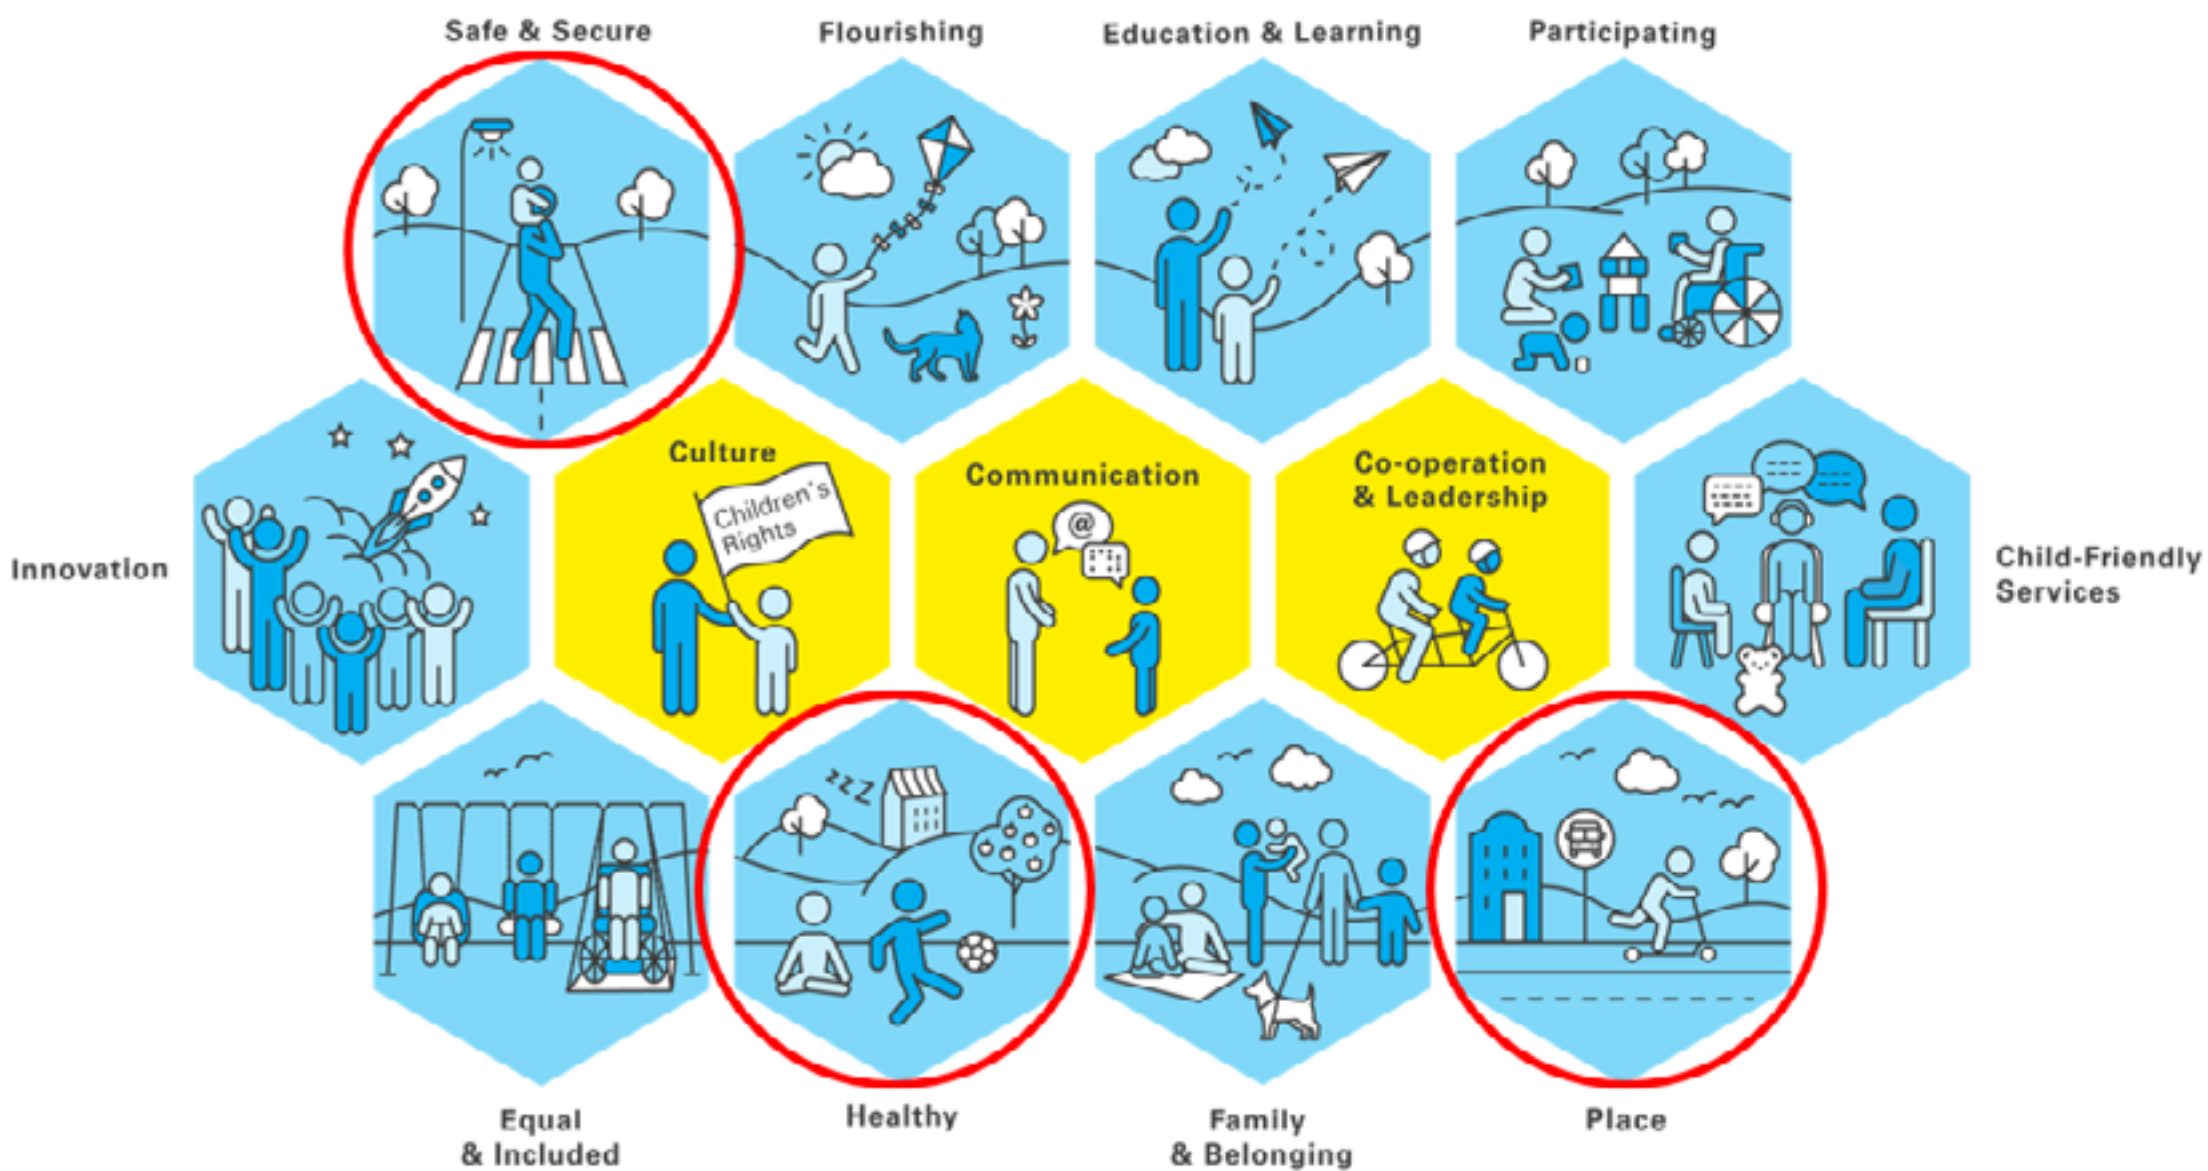 Safe & Secure
Flourishing
Education & Learning
Participating
Innovation
Culture
Children's
Rights
Communication
@
Co-operation
& Leadership
Child-Friendly
Services
zzZ
Equal
& Included
Healthy
Family
& Belonging
Place